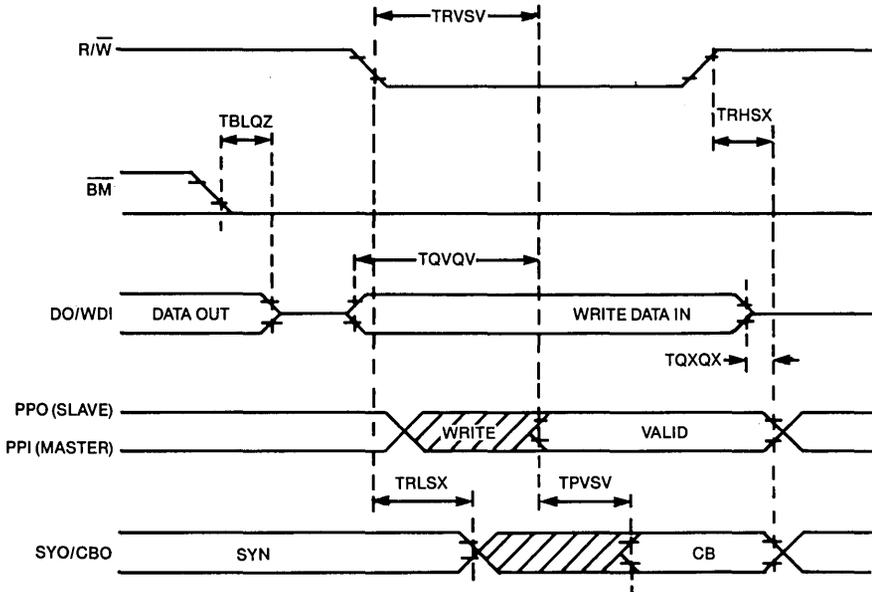 TRVSV
R/W̅
TBLQZ
TRHSX
B̅M̅
TQVQV
DO/WDI
DATA OUT
WRITE DATA IN
TQXQX
PPO (SLAVE)
WRITE
VALID
PPI (MASTER)
TRLSX
TPVSV
SYO/CBO
SYN
CB